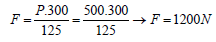 F = P.300 / 125 = 500.300 / 125 → F = 1200N